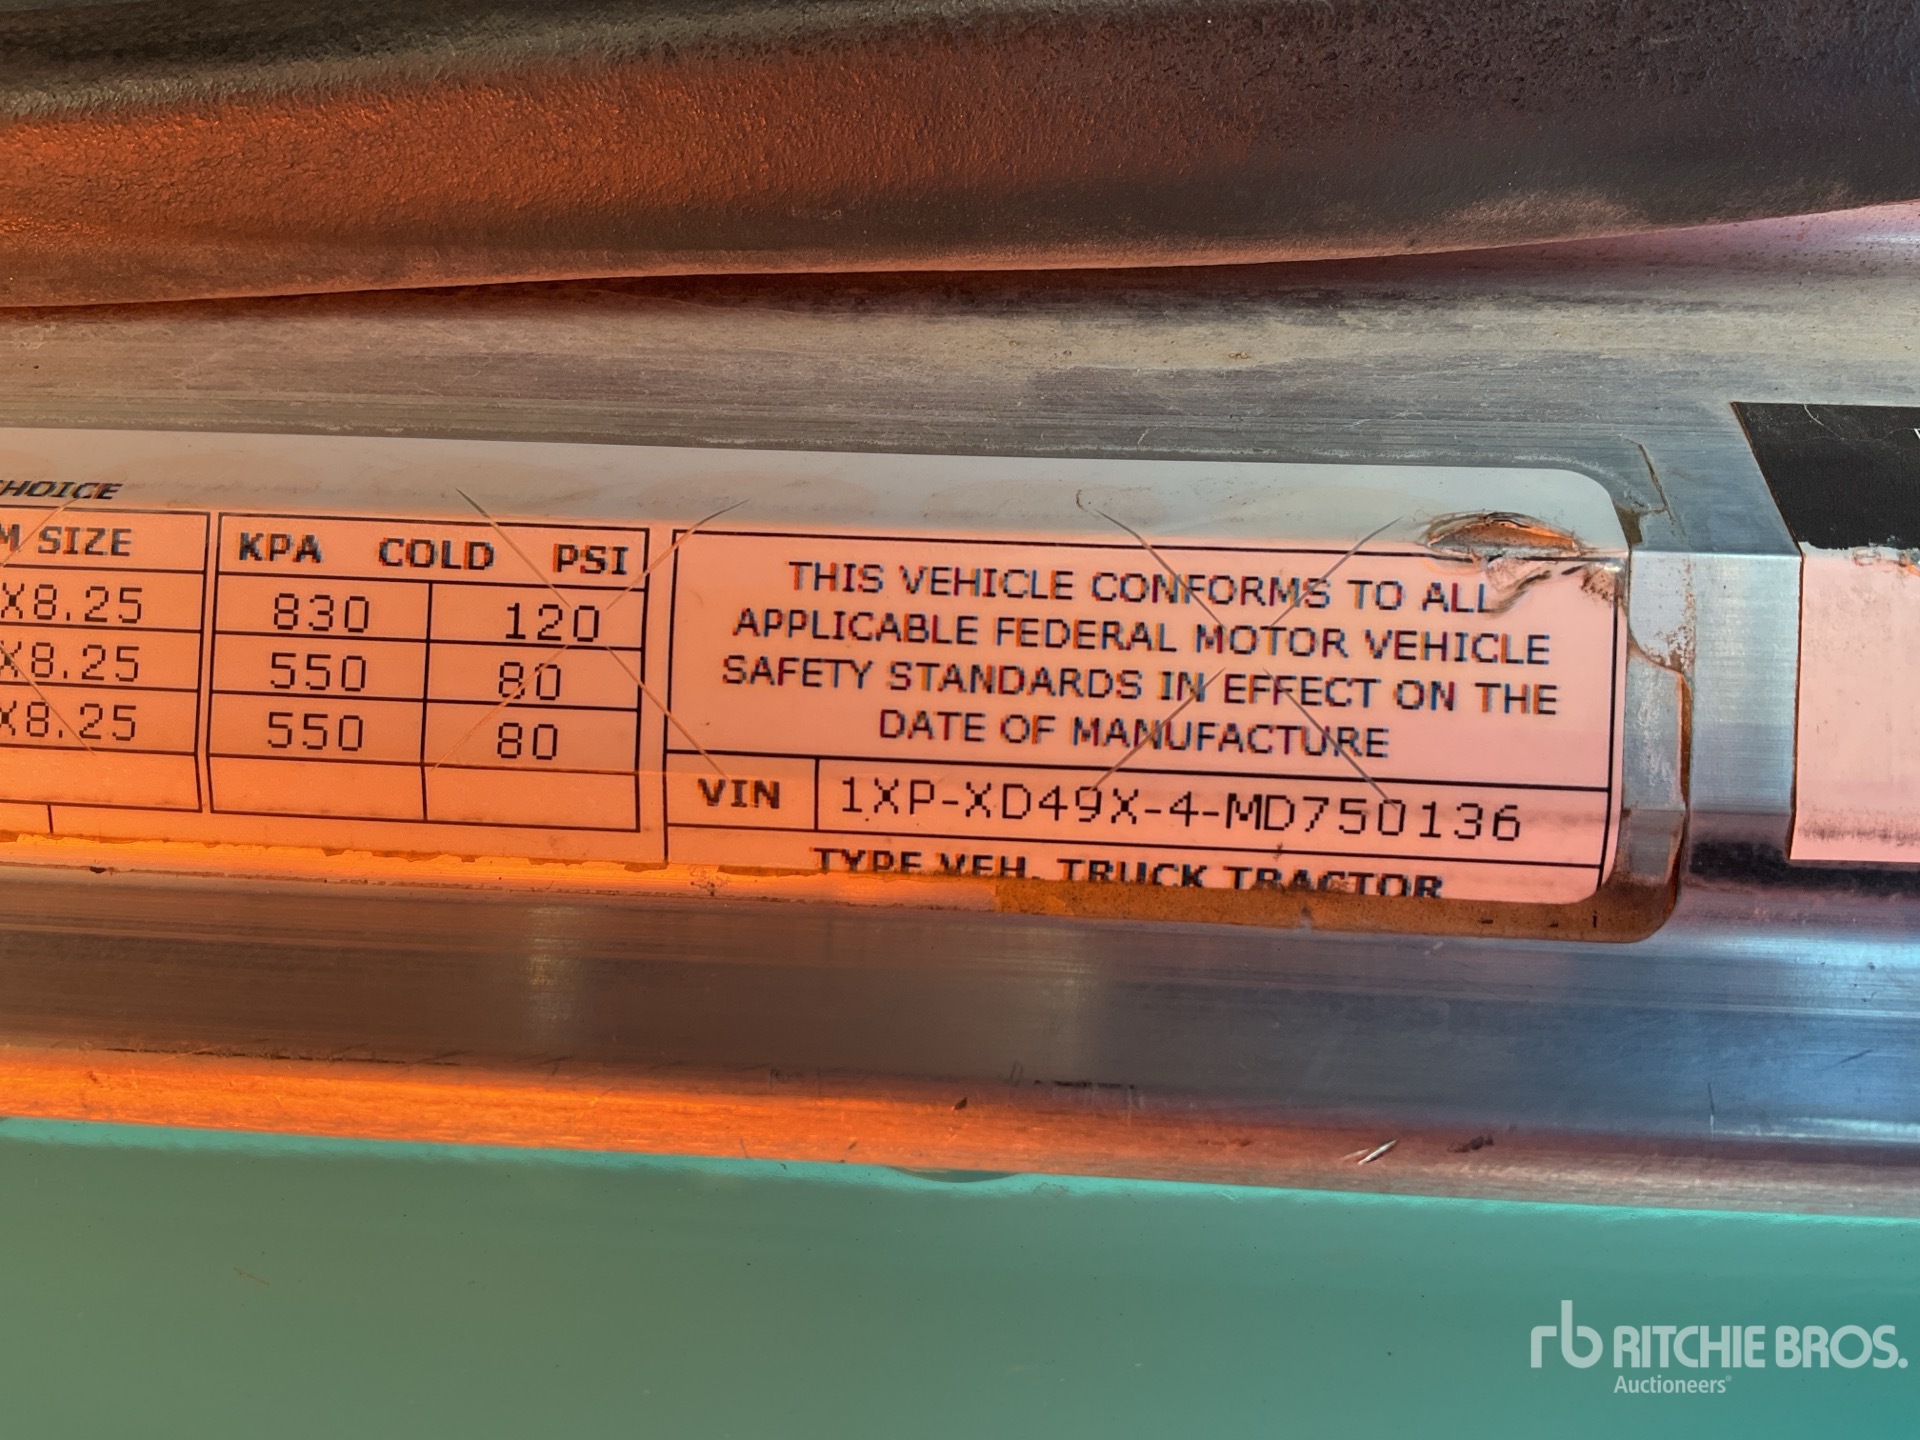 CHOICE
M SIZE
KPA COLD PSI
X8.25
830 120
X8.25
550 80
X8.25
550 80
THIS VEHICLE CONFORMS TO ALL
APPLICABLE FEDERAL MOTOR VEHICLE
SAFETY STANDARDS IN EFFECT ON THE
DATE OF MANUFACTURE
VIN 1XP-XD49X-4-MD750136
TYPE VEH. TRUCK TRACTOR
rb RITCHIE BROS.
Auctioneers